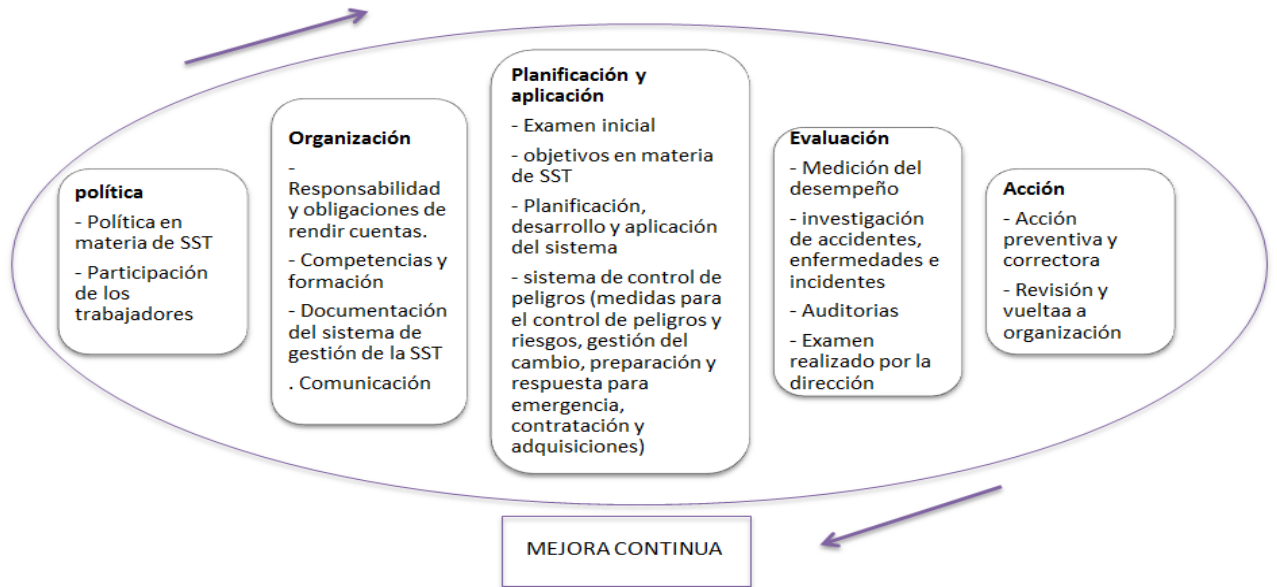 política
- Política en
materia de SST
- Participación
de los
trabajadores
Organización
-
Responsabilidad
y obligaciones de
rendir cuentas.
- Competencias y
formación
- Documentación
del sistema de
gestión de la SST
. Comunicación
Planificación y
aplicación
- Examen inicial
- objetivos en materia
de SST
- Planificación,
desarrollo y aplicación
del sistema
- sistema de control de
peligros (medidas para
el control de peligros y
riesgos, gestión del
cambio, preparación y
respuesta para
emergencia,
contratación y
adquisiciones)
Evaluación
- Medición del
desempeño
- investigación
de accidentes,
enfermedades e
incidentes
- Auditorias
- Examen
realizado por la
dirección
Acción
- Acción
preventiva y
correctora
- Revisión y
vueltaa a
organización
MEJORA CONTINUA